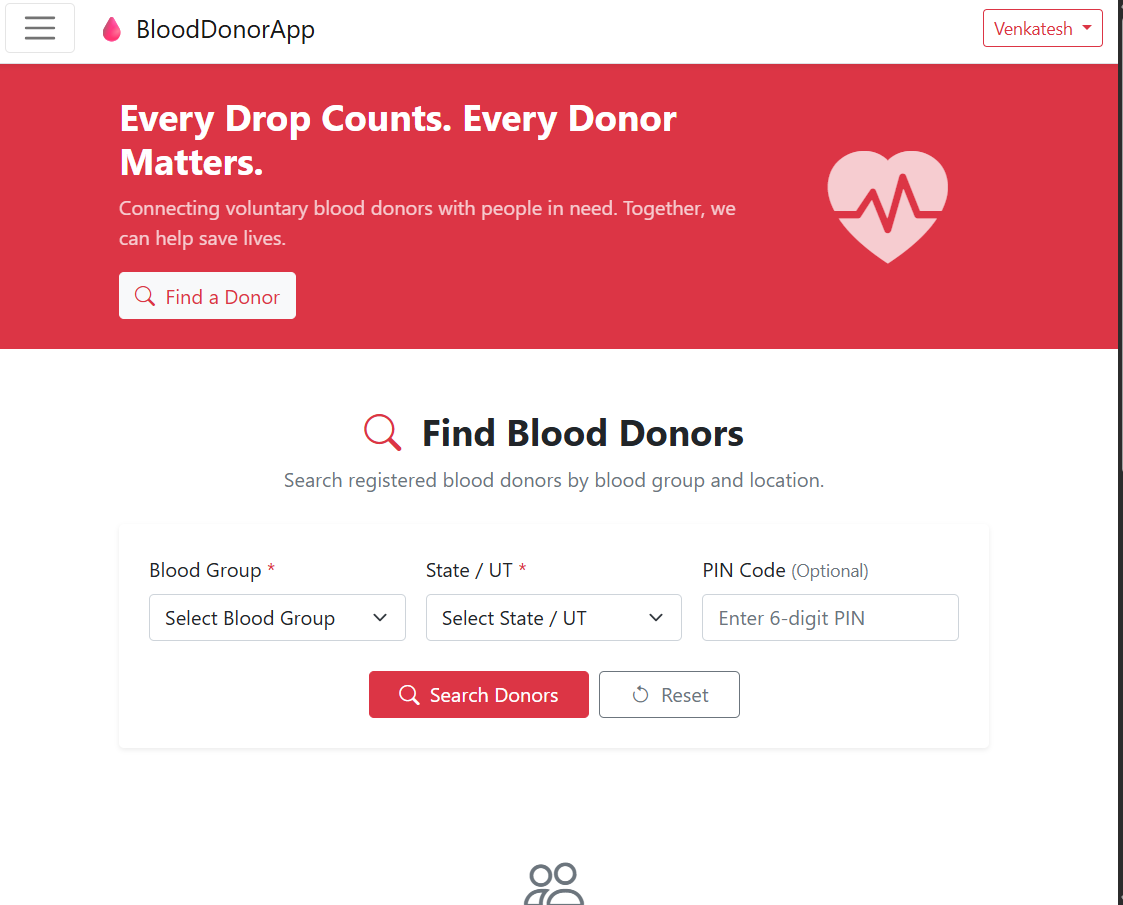 BloodDonorApp
Venkatesh
Every Drop Counts. Every Donor
Matters.
Connecting voluntary blood donors with people in need. Together, we
can help save lives.
Find a Donor
Find Blood Donors
Search registered blood donors by blood group and location.
Blood Group *
State / UT *
PIN Code (Optional)
Select Blood Group
Select State / UT
Enter 6-digit PIN
Search Donors
Reset